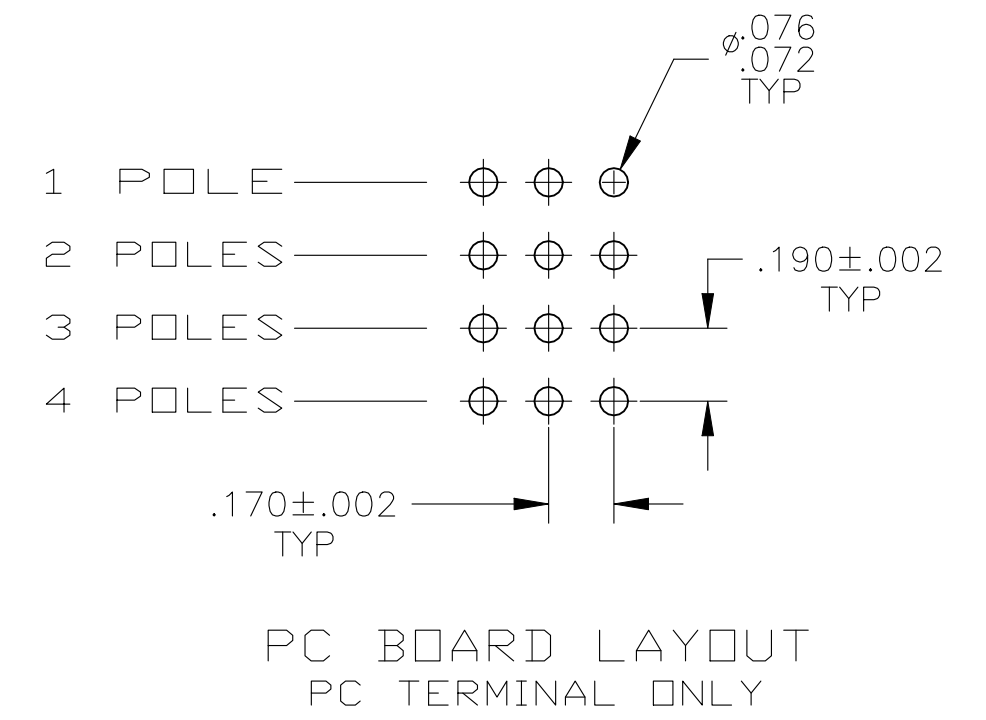 ⌀.076
.072
TYP
1 POLE
2 POLES
.190±.002
TYP
3 POLES
4 POLES
.170±.002
TYP
PC BOARD LAYOUT
PC TERMINAL ONLY